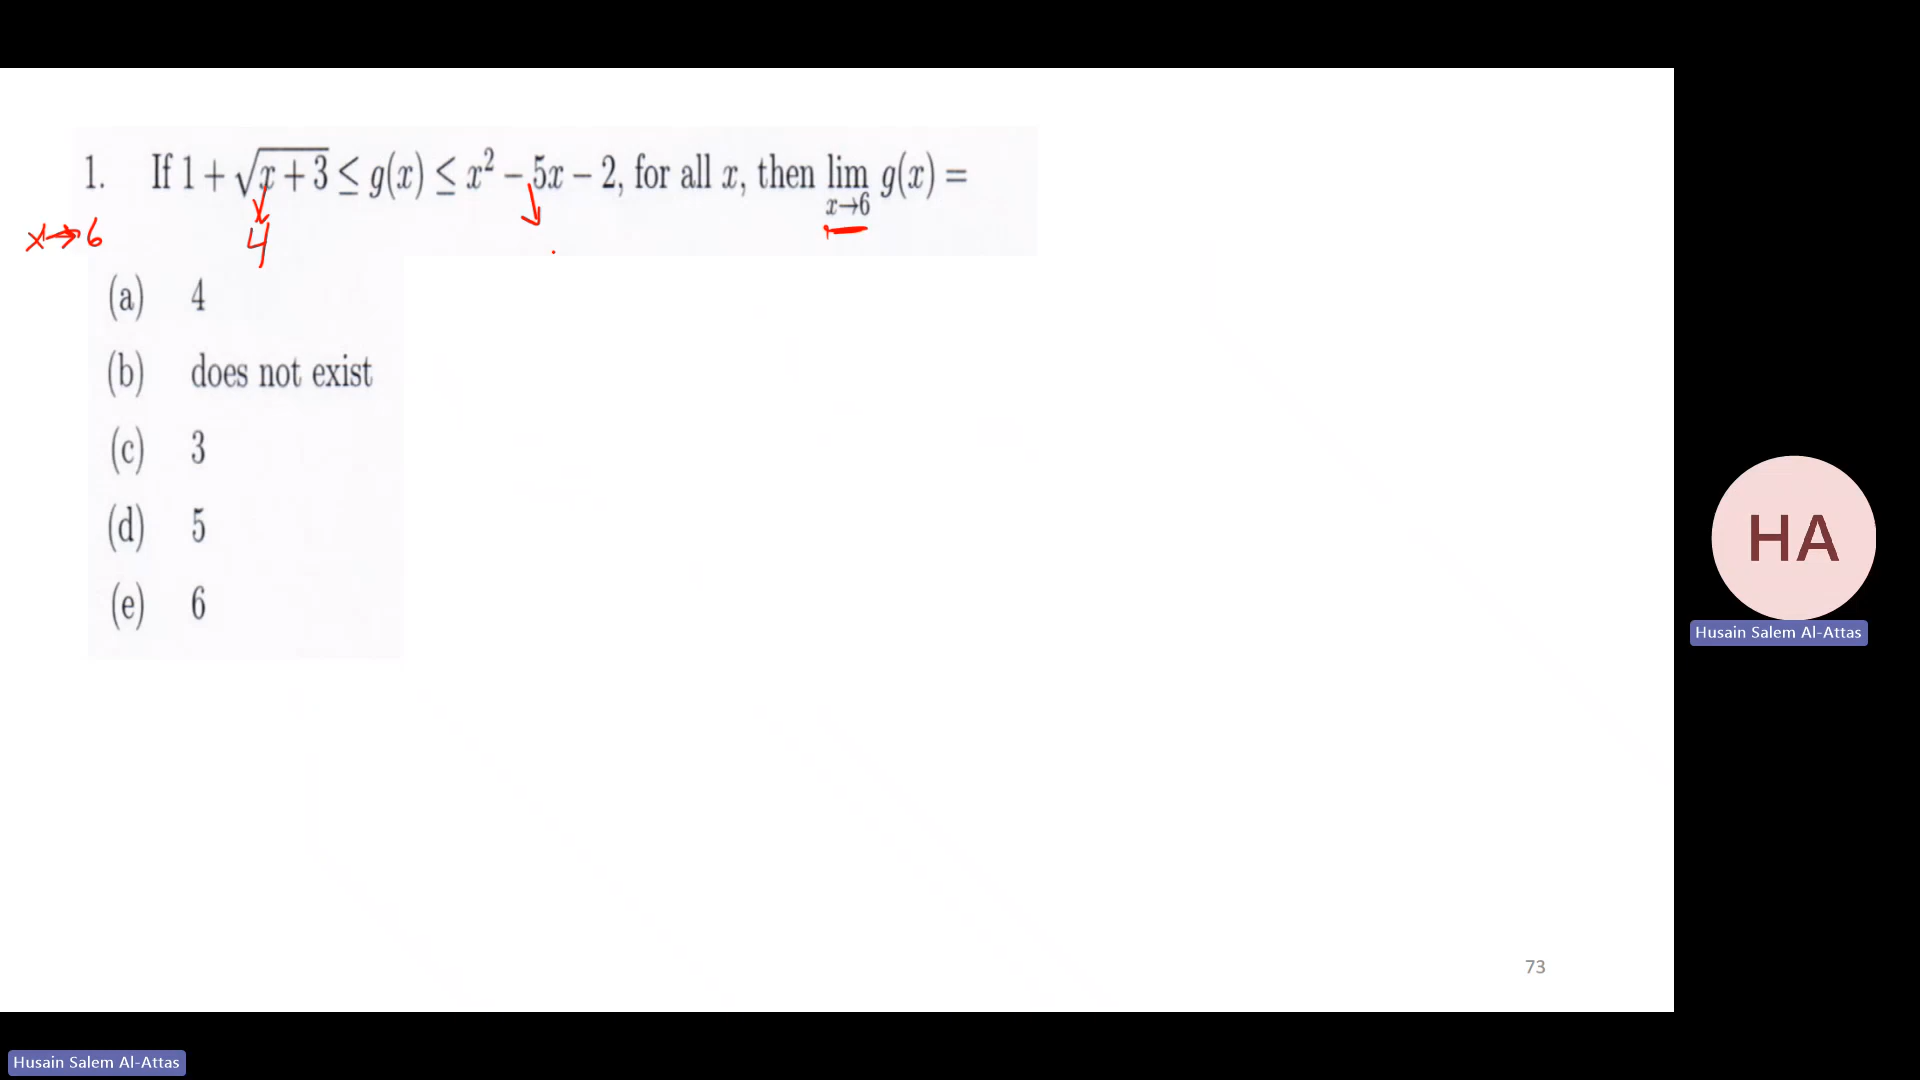 1. If 1 + √(x + 3) ≤ g(x) ≤ x² − 5x − 2, for all x, then lim x→6 g(x) =
x→6 4
(a) 4
(b) does not exist
(c) 3
(d) 5
(e) 6
HA
Husain Salem Al-Attas
73
Husain Salem Al-Attas